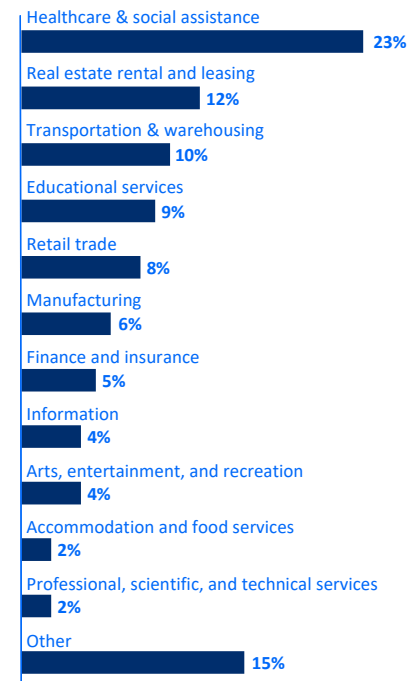 Healthcare & social assistance
23%
Real estate rental and leasing
12%
Transportation & warehousing
10%
Educational services
9%
Retail trade
8%
Manufacturing
6%
Finance and insurance
5%
Information
4%
Arts, entertainment, and recreation
4%
Accommodation and food services
2%
Professional, scientific, and technical services
2%
Other
15%